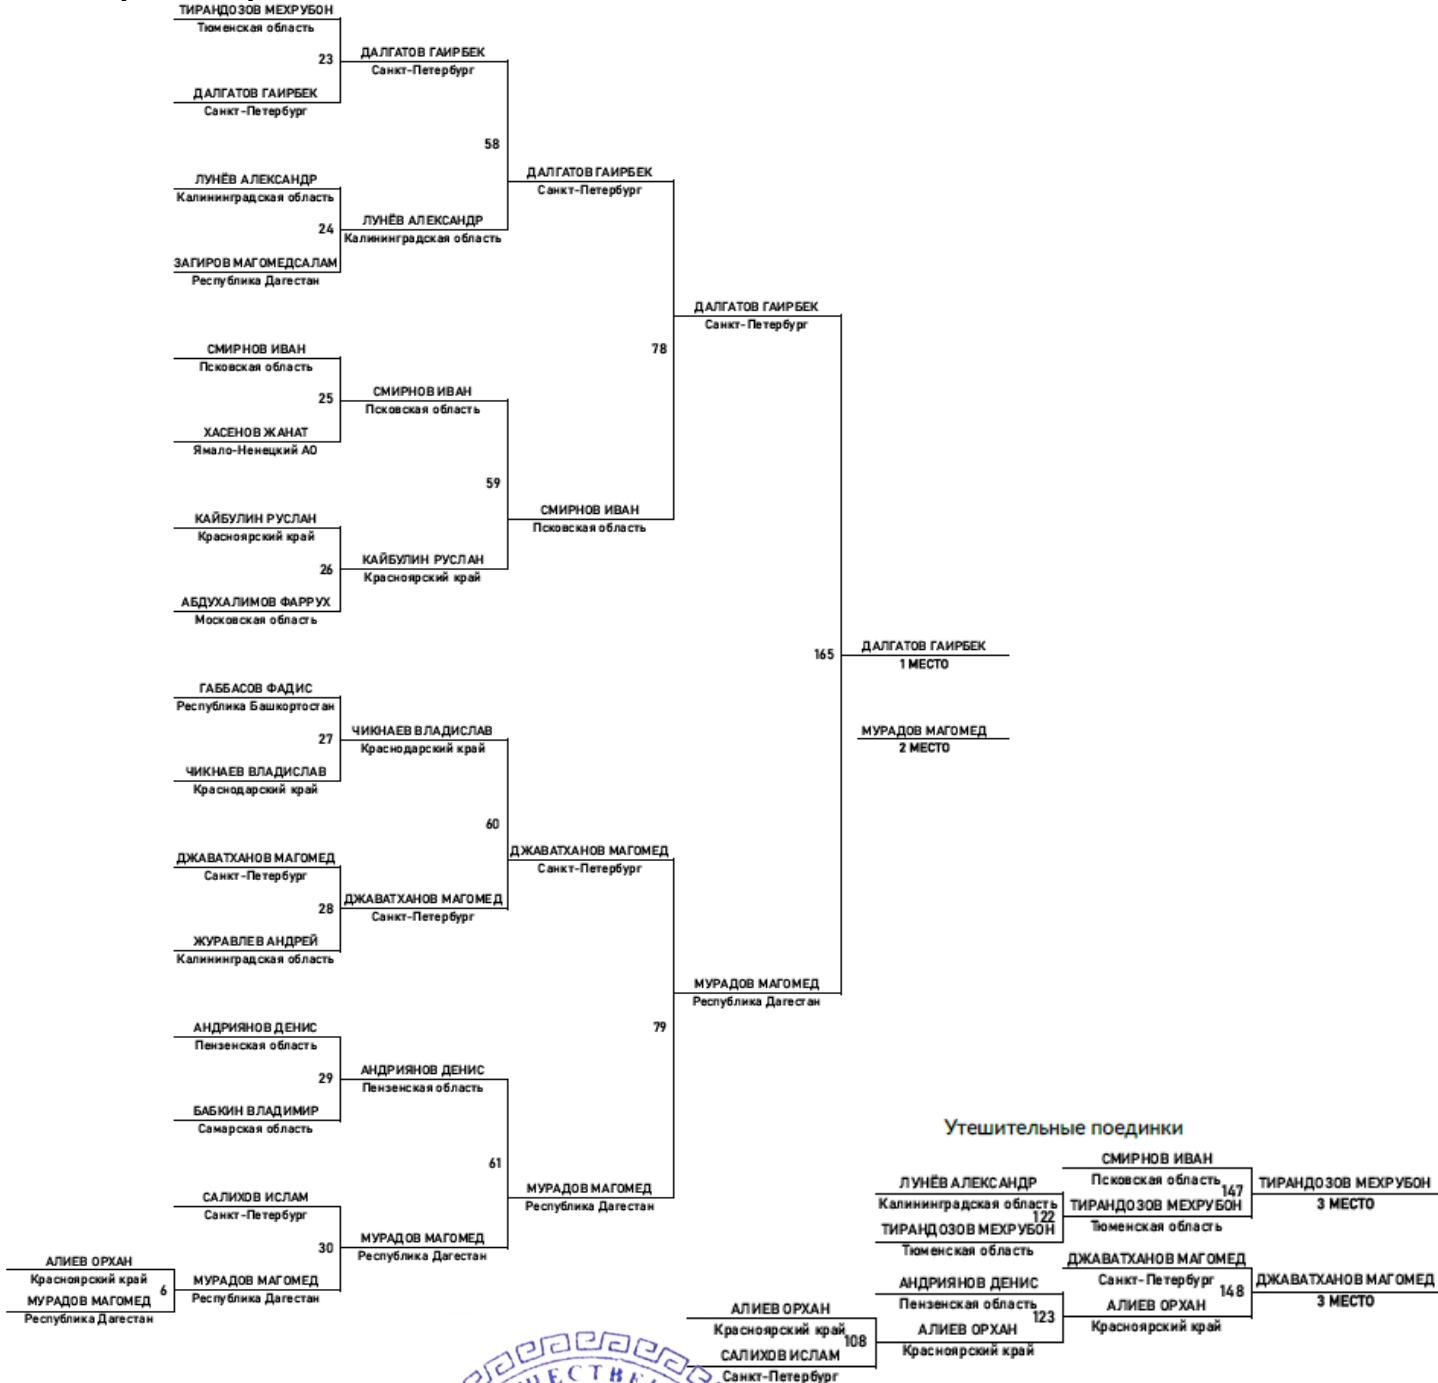 ТИРАНДОЗОВ МЕХРУБОН
Тюменская область
23
ДАЛГАТОВ ГАИРБЕК
Санкт-Петербург
ДАЛГАТОВ ГАИРБЕК
Санкт-Петербург
58
ДАЛГАТОВ ГАИРБЕК
Санкт-Петербург
ЛУНЁВ АЛЕКСАНДР
Калининградская область
24
ЛУНЁВ АЛЕКСАНДР
Калининградская область
ЗАГИРОВ МАГОМЕДСАЛАМ
Республика Дагестан
ДАЛГАТОВ ГАИРБЕК
Санкт-Петербург
78
СМИРНОВ ИВАН
Псковская область
25
СМИРНОВ ИВАН
Псковская область
ХАСЕНОВ ЖАНАТ
Ямало-Ненецкий АО
59
СМИРНОВ ИВАН
Псковская область
КАЙБУЛИН РУСЛАН
Красноярский край
26
КАЙБУЛИН РУСЛАН
Красноярский край
АБДУХАЛИМОВ ФАРРУХ
Московская область
165
ДАЛГАТОВ ГАИРБЕК
1 МЕСТО
МУРАДОВ МАГОМЕД
2 МЕСТО
ГАББАСОВ ФАДИС
Республика Башкортостан
27
ЧИКНАЕВ ВЛАДИСЛАВ
Краснодарский край
ЧИКНАЕВ ВЛАДИСЛАВ
Краснодарский край
60
ДЖАВАТХАНОВ МАГОМЕД
Санкт-Петербург
ДЖАВАТХАНОВ МАГОМЕД
Санкт-Петербург
28
ДЖАВАТХАНОВ МАГОМЕД
Санкт-Петербург
ЖУРАВЛЕВ АНДРЕЙ
Калининградская область
МУРАДОВ МАГОМЕД
Республика Дагестан
79
АНДРИЯНОВ ДЕНИС
Пензенская область
29
АНДРИЯНОВ ДЕНИС
Пензенская область
БАБКИН ВЛАДИМИР
Самарская область
61
МУРАДОВ МАГОМЕД
Республика Дагестан
САЛИХОВ ИСЛАМ
Санкт-Петербург
30
МУРАДОВ МАГОМЕД
Республика Дагестан
АЛИЕВ ОРХАН
Красноярский край
6
МУРАДОВ МАГОМЕД
Республика Дагестан
МУРАДОВ МАГОМЕД
Республика Дагестан
Утешительные поединки
СМИРНОВ ИВАН
Псковская область
147
ТИРАНДОЗОВ МЕХРУБОН
3 МЕСТО
ЛУНЁВ АЛЕКСАНДР
Калининградская область
122
ТИРАНДОЗОВ МЕХРУБОН
Тюменская область
ТИРАНДОЗОВ МЕХРУБОН
Тюменская область
ДЖАВАТХАНОВ МАГОМЕД
Санкт-Петербург
148
ДЖАВАТХАНОВ МАГОМЕД
3 МЕСТО
АНДРИЯНОВ ДЕНИС
Пензенская область
123
АЛИЕВ ОРХАН
Красноярский край
АЛИЕВ ОРХАН
Красноярский край
108
АЛИЕВ ОРХАН
Красноярский край
САЛИХОВ ИСЛАМ
Санкт-Петербург